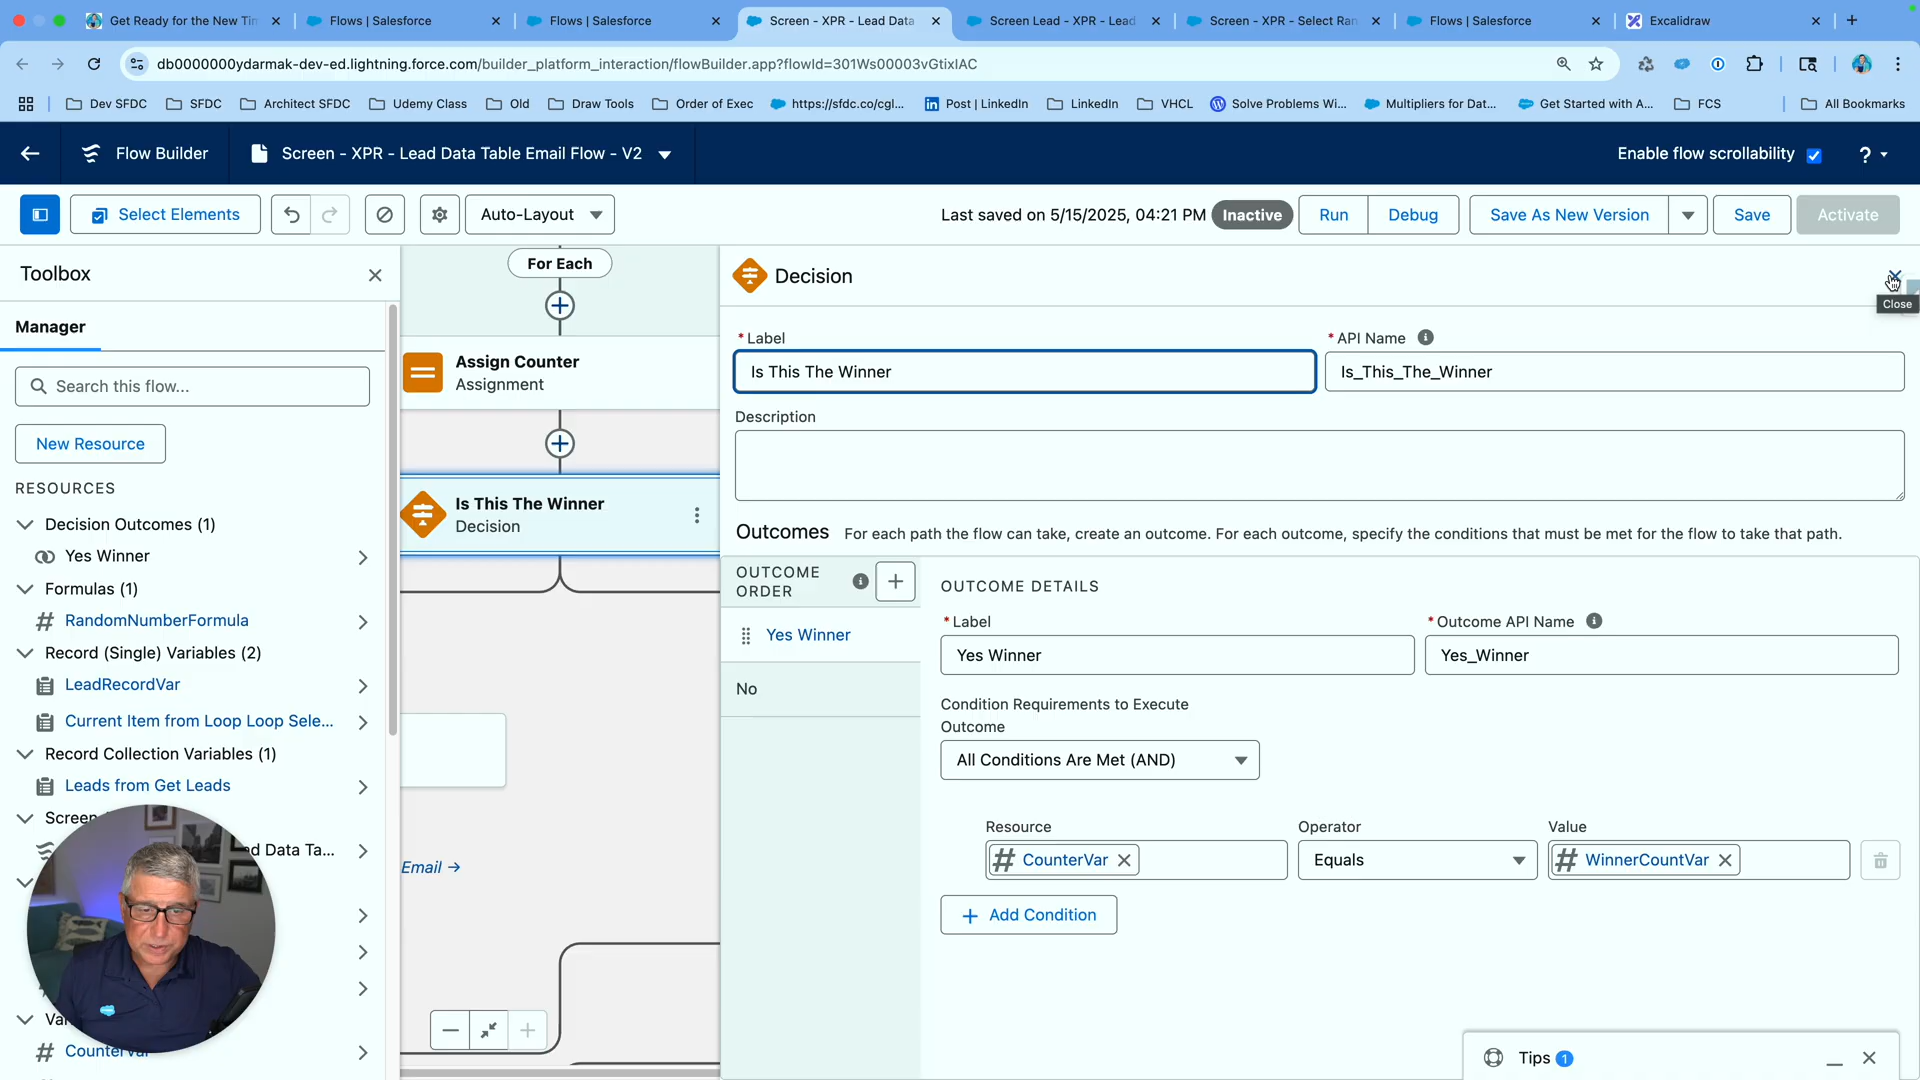 Get Ready for the New Tin
Flows | Salesforce
Flows | Salesforce
Screen - XPR - Lead Data
Screen Lead - XPR - Lead
Screen - XPR - Select Ran
Flows | Salesforce
Excalidraw
db0000000ydarmak-dev-ed.lightning.force.com/builder_platform_interaction/flowBuilder.app?flowId=301Ws00003vGtixIAC
Dev SFDC
SFDC
Architect SFDC
Udemy Class
Old
Draw Tools
Order of Exec
https://sfdc.co/cgl...
Post | LinkedIn
LinkedIn
VHCL
Solve Problems Wi...
Multipliers for Dat...
Get Started with A...
FCS
All Bookmarks
Flow Builder
Screen - XPR - Lead Data Table Email Flow - V2
Enable flow scrollability
?
Select Elements
Auto-Layout
Last saved on 5/15/2025, 04:21 PM
Inactive
Run
Debug
Save As New Version
Save
Activate
Toolbox
For Each
Decision
Close
Manager
* Label
* API Name
Assign Counter
Is This The Winner
Is_This_The_Winner
Assignment
Search this flow...
Description
New Resource
RESOURCES
Is This The Winner
Decision
Decision Outcomes (1)
Outcomes For each path the flow can take, create an outcome. For each outcome, specify the conditions that must be met for the flow to take that path.
Yes Winner
Formulas (1)
OUTCOME ORDER
OUTCOME DETAILS
RandomNumberFormula
* Label
* Outcome API Name
Yes Winner
Yes Winner
Yes_Winner
Record (Single) Variables (2)
LeadRecordVar
No
Condition Requirements to Execute
Outcome
Current Item from Loop Loop Sele...
Record Collection Variables (1)
All Conditions Are Met (AND)
Leads from Get Leads
Screen
Resource
Operator
Value
ad Data Ta...
CounterVar
Equals
WinnerCountVar
Email →
Add Condition
Va
CounterVar
Tips 1